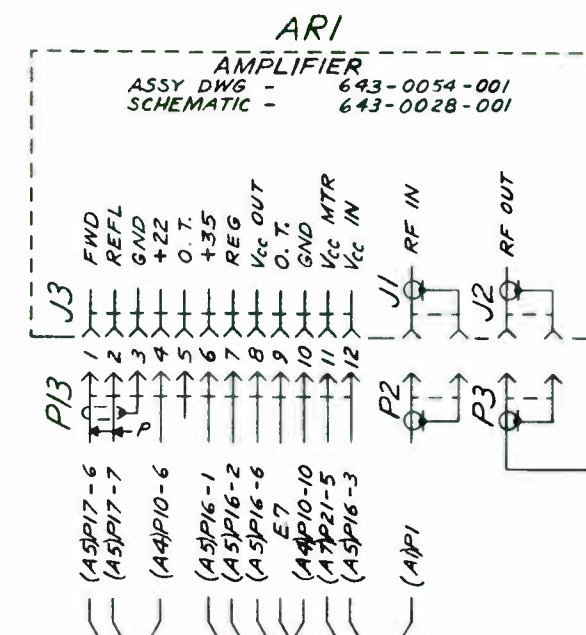 AR1
AMPLIFIER
ASSY DWG - 643-0054-001
SCHEMATIC - 643-0028-001
FWD
REFL
GND
+22
O.T.
+35
REG
Vcc OUT
O.T.
GND
Vcc MTR
Vcc IN
RF IN
RF OUT
J3
J1
J2
1 2 3 4 5 6 7 8 9 10 11 12
P13
P2
P3
P
(A5)P17-6
(A5)P17-7
(A4)P10-6
(A5)P16-1
(A5)P16-2
(A5)P16-6
E7
(A4)P10-10
(A7)P21-5
(A5)P16-3
(A1)P1